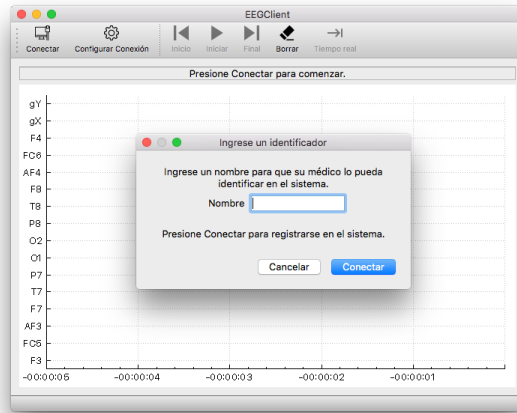 EEGClient
Conectar Configurar Conexión Inicio Iniciar Final Borrar Tiempo real
Presione Conectar para comenzar.
gY
gX
F4
FC6
AF4
F8
T8
P8
O2
O1
P7
T7
F7
AF3
FC5
F3
Ingrese un identificador
Ingrese un nombre para que su médico lo pueda
identificar en el sistema.
Nombre
Presione Conectar para registrarse en el sistema.
Cancelar Conectar
-00:00:05 -00:00:04 -00:00:03 -00:00:02 -00:00:01